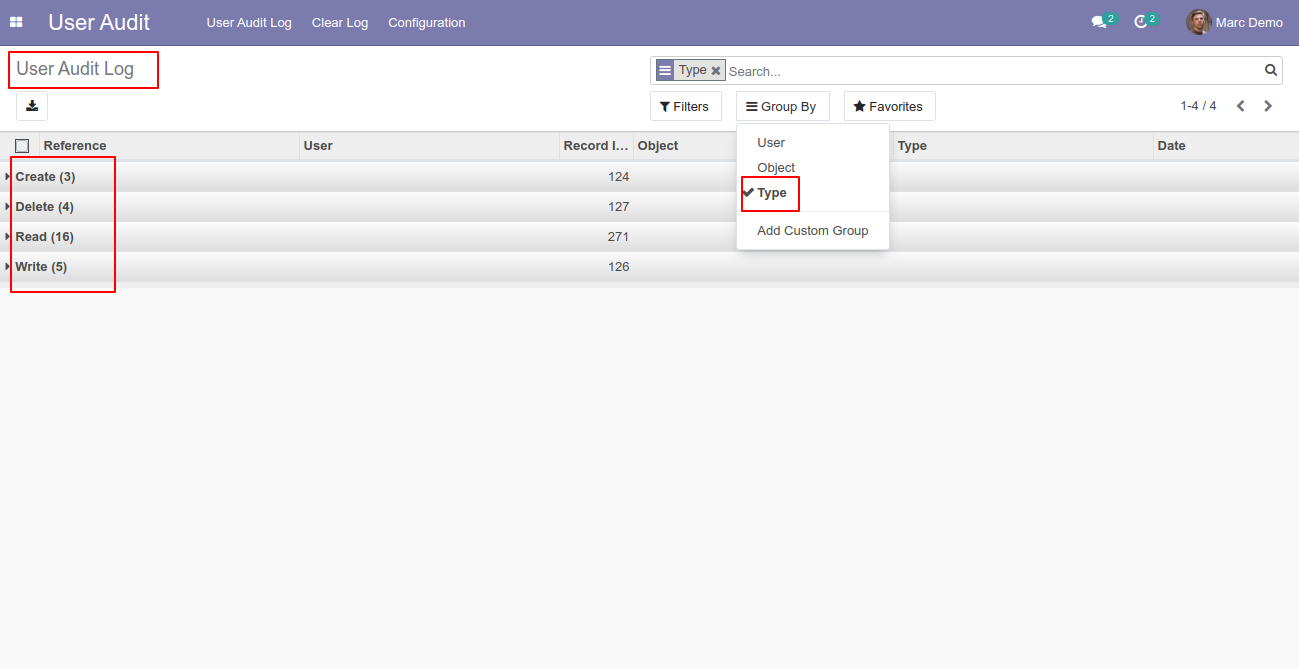 User Audit User Audit Log Clear Log Configuration 2 2 Marc Demo
User Audit Log
Type Search...
Filters Group By Favorites 1-4 / 4
Reference User Record I... Object Type Date
User
Object
Type
Add Custom Group
Create (3) 124
Delete (4) 127
Read (16) 271
Write (5) 126